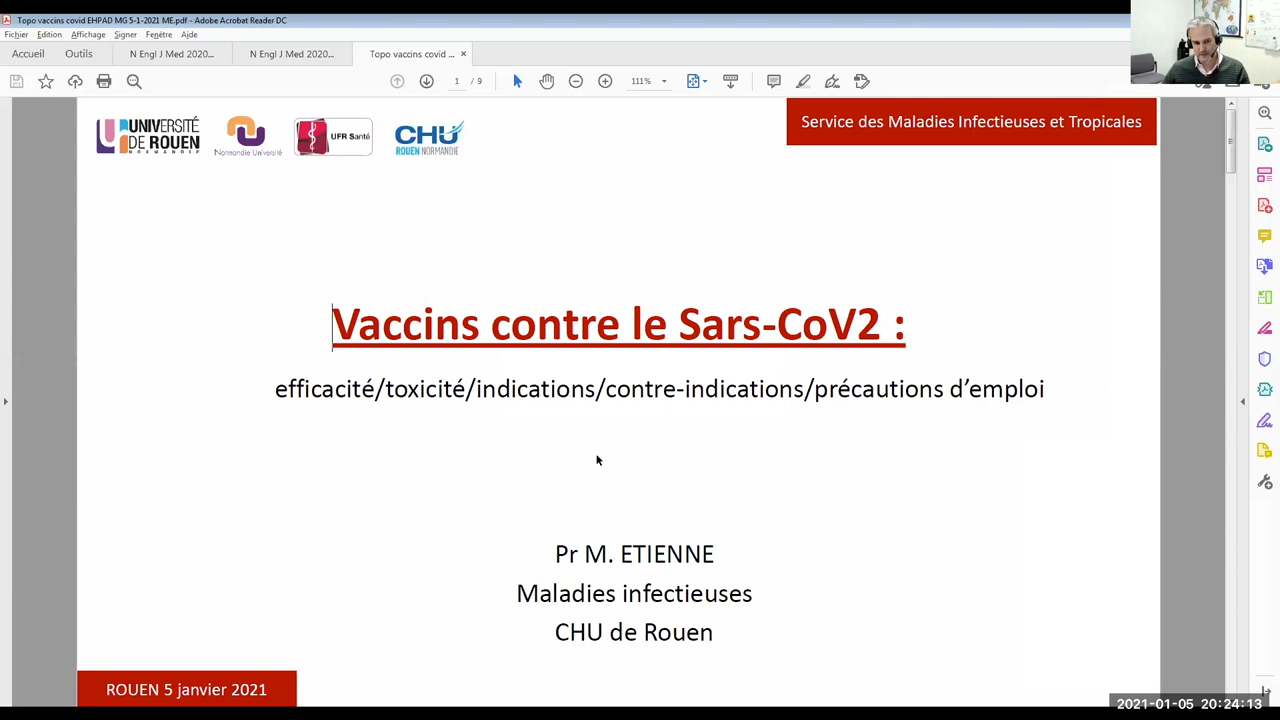 Topo vaccins covid EHPAD MG 5-1-2021 ME.pdf - Adobe Acrobat Reader DC
Fichier Edition Affichage Signer Fenêtre Aide
Accueil Outils N Engl J Med 2020... N Engl J Med 2020... Topo vaccins covid ... ×
1 / 9 111%
UNIVERSITÉ DE ROUEN NORMANDIE
Normandie Université
UFR Santé
CHU ROUEN NORMANDIE
Service des Maladies Infectieuses et Tropicales
Vaccins contre le Sars-CoV2 :
efficacité/toxicité/indications/contre-indications/précautions d’emploi
Pr M. ETIENNE
Maladies infectieuses
CHU de Rouen
ROUEN 5 janvier 2021
2021-01-05 20:24:13